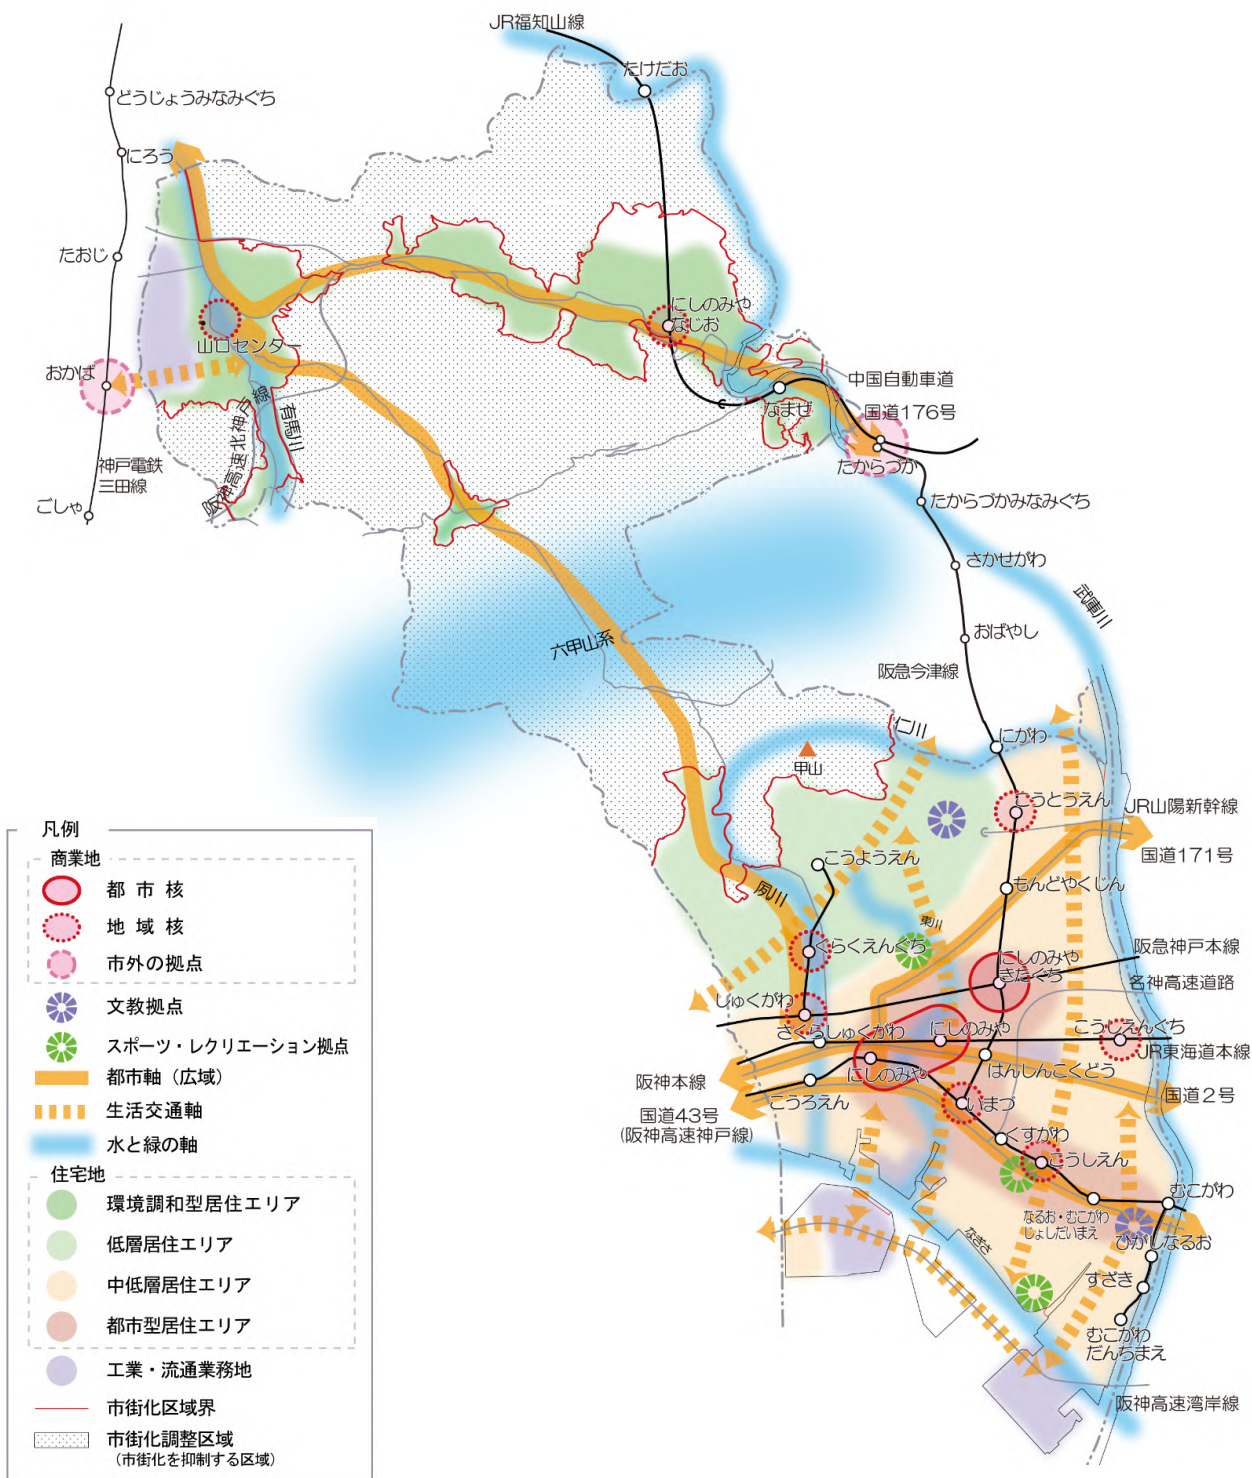 JR福知山線
たけだお
どうじょうみなみぐち
にろう
たおじ
にしのみや
なじお
山口センター
おかば
中国自動車道
なまぜ
国道176号
阪神高速北神戸線
有馬川
たからづか
神戸電鉄
三田線
ごしゃ
たからづかみなみぐち
さかせがわ
武庫川
おばやし
六甲山系
阪急今津線
仁川
にがわ
甲山
こうとうえん
JR山陽新幹線
国道171号
こうようえん
もんどやくじん
夙川
東川
くらくえんぐち
阪急神戸本線
にしのみや
きたぐち
名神高速道路
しゅくがわ
さくらしゅくがわ
にしのみや
こうしえんぐち
JR東海道本線
阪神本線
にしのみや
はんしんこくどう
国道2号
こうろえん
いまづ
国道43号
(阪神高速神戸線)
くすがわ
こうしえん
むこがわ
なるお・むこがわ
じょしだいまえ
ひがしなるお
なぎさ
すざき
むこがわ
だんちまえ
阪神高速湾岸線
凡例
商業地
都市核
地域核
市外の拠点
文教拠点
スポーツ・レクリエーション拠点
都市軸（広域）
生活交通軸
水と緑の軸
住宅地
環境調和型居住エリア
低層居住エリア
中低層居住エリア
都市型居住エリア
工業・流通業務地
市街化区域界
市街化調整区域
（市街化を抑制する区域）